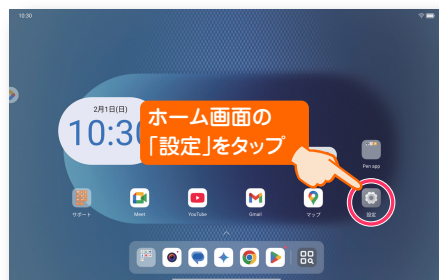 10:30
2月1日(日)
10:30
ホーム画面の
「設定」をタップ
Pen app
サポート
Meet
YouTube
Gmail
マップ
設定